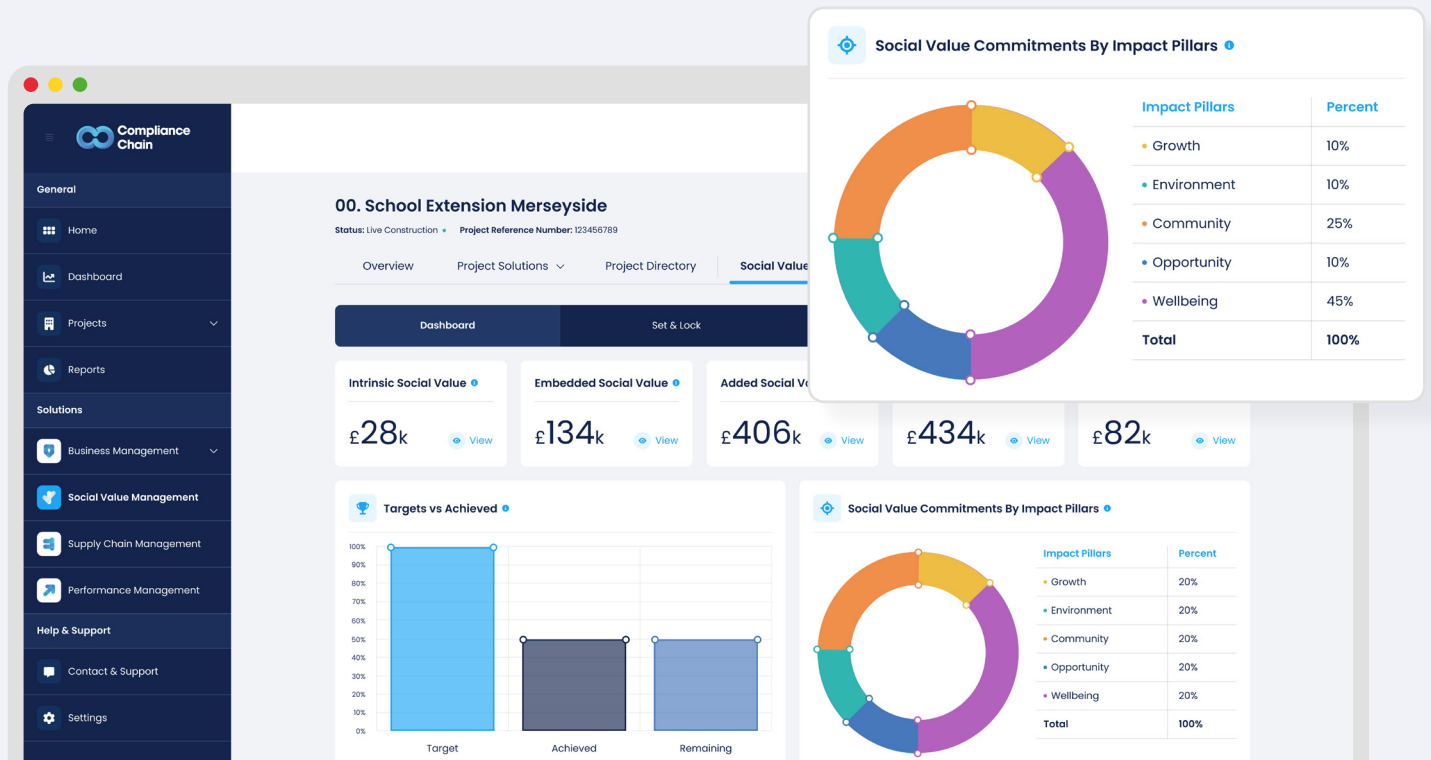 Social Value Commitments By Impact Pillars
Impact Pillars Percent
Growth 10%
Environment 10%
Community 25%
Opportunity 10%
Wellbeing 45%
Total 100%
Compliance
Chain
General
Home
Dashboard
Projects
Reports
Solutions
Business Management
Social Value Management
Supply Chain Management
Performance Management
Help & Support
Contact & Support
Settings
00. School Extension Merseyside
Status: Live Construction • Project Reference Number: 123456789
Overview Project Solutions Project Directory Social Value
Dashboard Set & Lock
Intrinsic Social Value
£28k View
Embedded Social Value
£134k View
Added Social
£406k View
£434k View
£82k View
Targets vs Achieved
100%
90%
80%
70%
60%
50%
40%
30%
20%
10%
0%
Target Achieved Remaining
Social Value Commitments By Impact Pillars
Impact Pillars Percent
Growth 20%
Environment 20%
Community 20%
Opportunity 20%
Wellbeing 20%
Total 100%